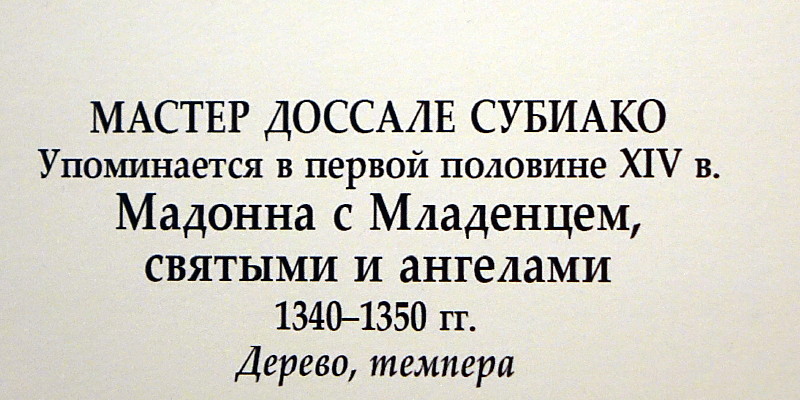 МАСТЕР ДОССАЛЕ СУБИАКО
Упоминается в первой половине XIV в.
Мадонна с Младенцем,
святыми и ангелами
1340–1350 гг.
Дерево, темпера